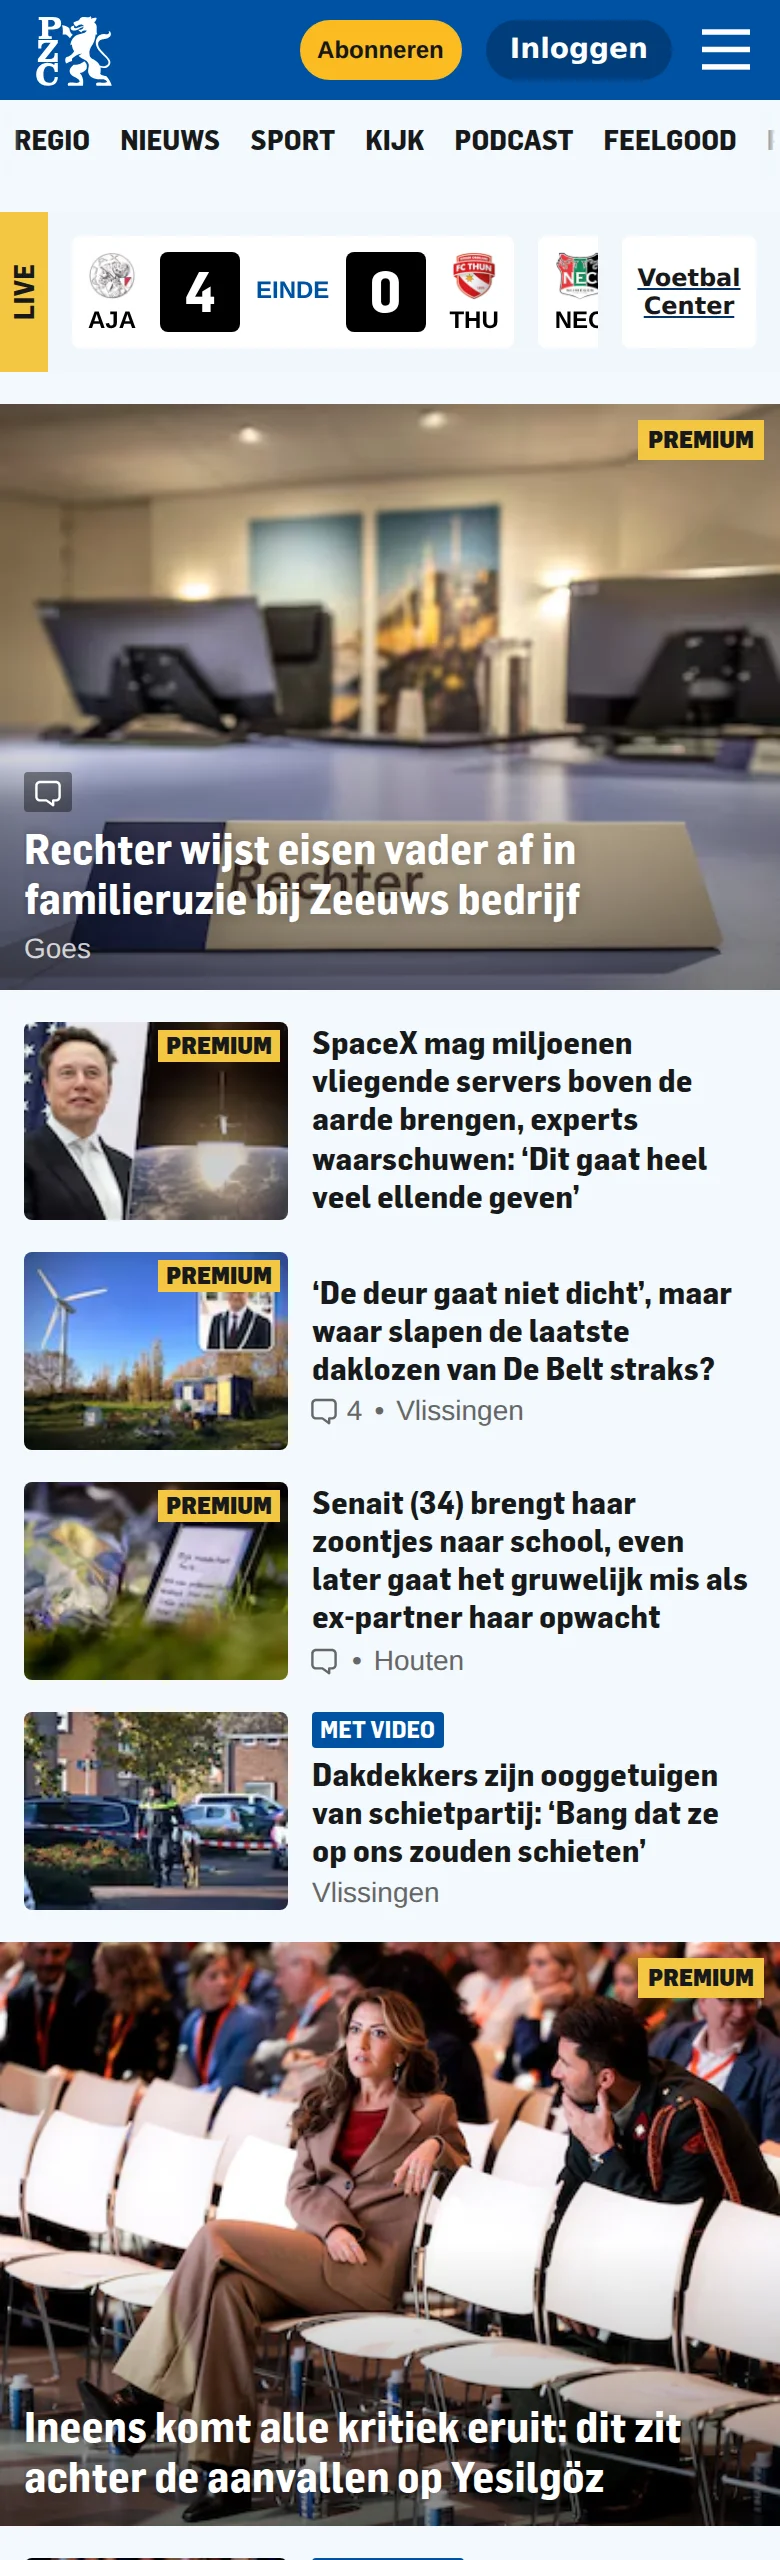 PZC
Abonneren
Inloggen
REGIO NIEUWS SPORT KIJK PODCAST FEELGOOD
LIVE
AJA
4
EINDE
0
FC THUN
THU
NEC
NEC
Voetbal
Center
PREMIUM
Rechter
Rechter wijst eisen vader af in
familieruzie bij Zeeuws bedrijf
Goes
PREMIUM
SpaceX mag miljoenen
vliegende servers boven de
aarde brengen, experts
waarschuwen: ‘Dit gaat heel
veel ellende geven’
PREMIUM
‘De deur gaat niet dicht’, maar
waar slapen de laatste
daklozen van De Belt straks?
4 • Vlissingen
PREMIUM
Senait (34) brengt haar
zoontjes naar school, even
later gaat het gruwelijk mis als
ex-partner haar opwacht
• Houten
MET VIDEO
Dakdekkers zijn ooggetuigen
van schietpartij: ‘Bang dat ze
op ons zouden schieten’
Vlissingen
PREMIUM
Ineens komt alle kritiek eruit: dit zit
achter de aanvallen op Yesilgöz